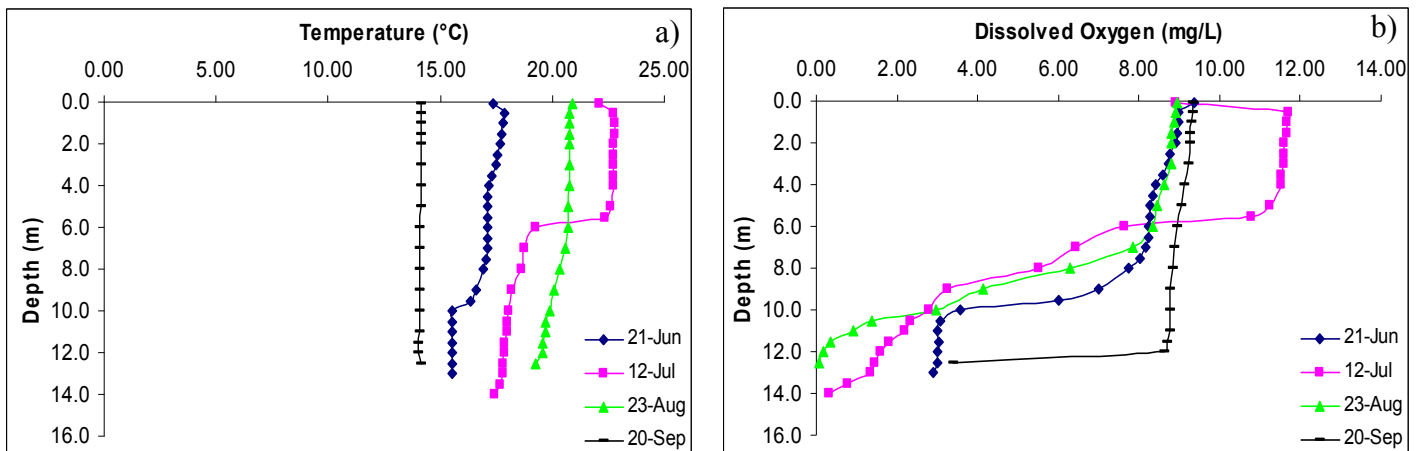 Temperature (°C)
a)
0.00 5.00 10.00 15.00 20.00 25.00
0.0
2.0
4.0
6.0
8.0
10.0
12.0
14.0
16.0
Depth (m)
21-Jun
12-Jul
23-Aug
20-Sep
Dissolved Oxygen (mg/L)
b)
0.00 2.00 4.00 6.00 8.00 10.00 12.00 14.00
0.0
2.0
4.0
6.0
8.0
10.0
12.0
14.0
16.0
Depth (m)
21-Jun
12-Jul
23-Aug
20-Sep